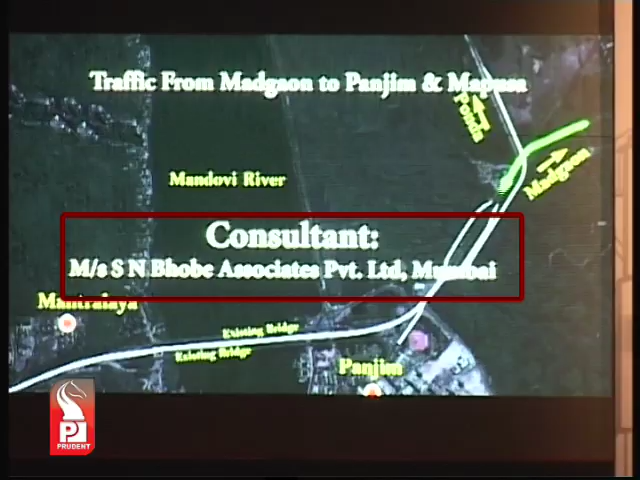 Traffic From Madgaon to Panjim & Mapusa
Ponda
Madgaon
Mandovi River
Consultant:
M/s S N Bhobe Associates Pvt. Ltd, Mumbai
Mantralaya
Existing Bridge
Existing Bridge
Panjim
PRUDENT